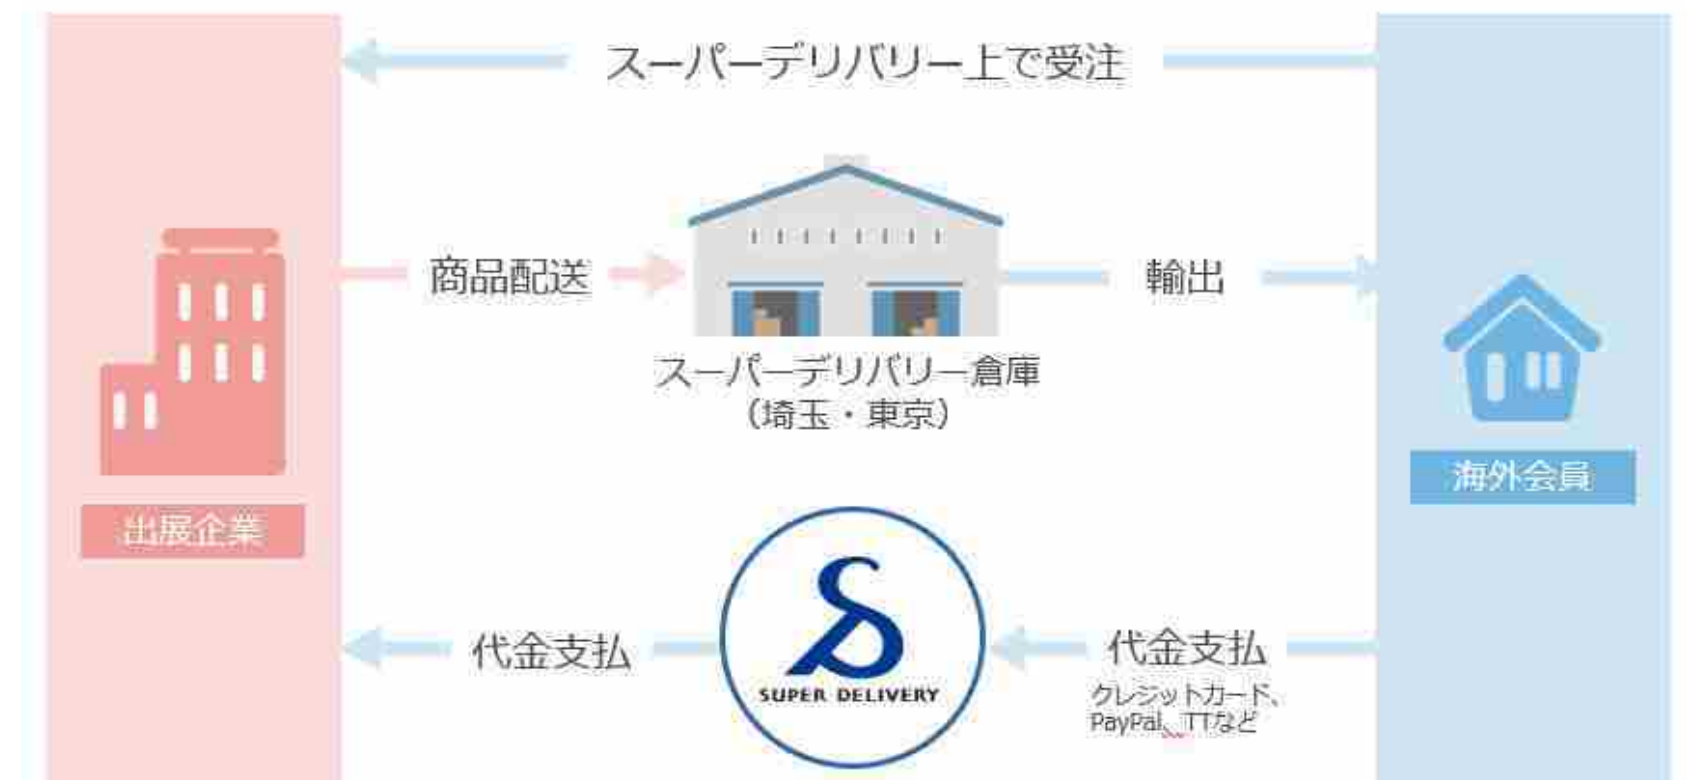 スーパーデリバリー上で受注
商品配送
輸出
スーパーデリバリー倉庫
（埼玉・東京）
海外会員
出展企業
代金支払
SUPER DELIVERY
代金支払
クレジットカード、
PayPal、TTなど